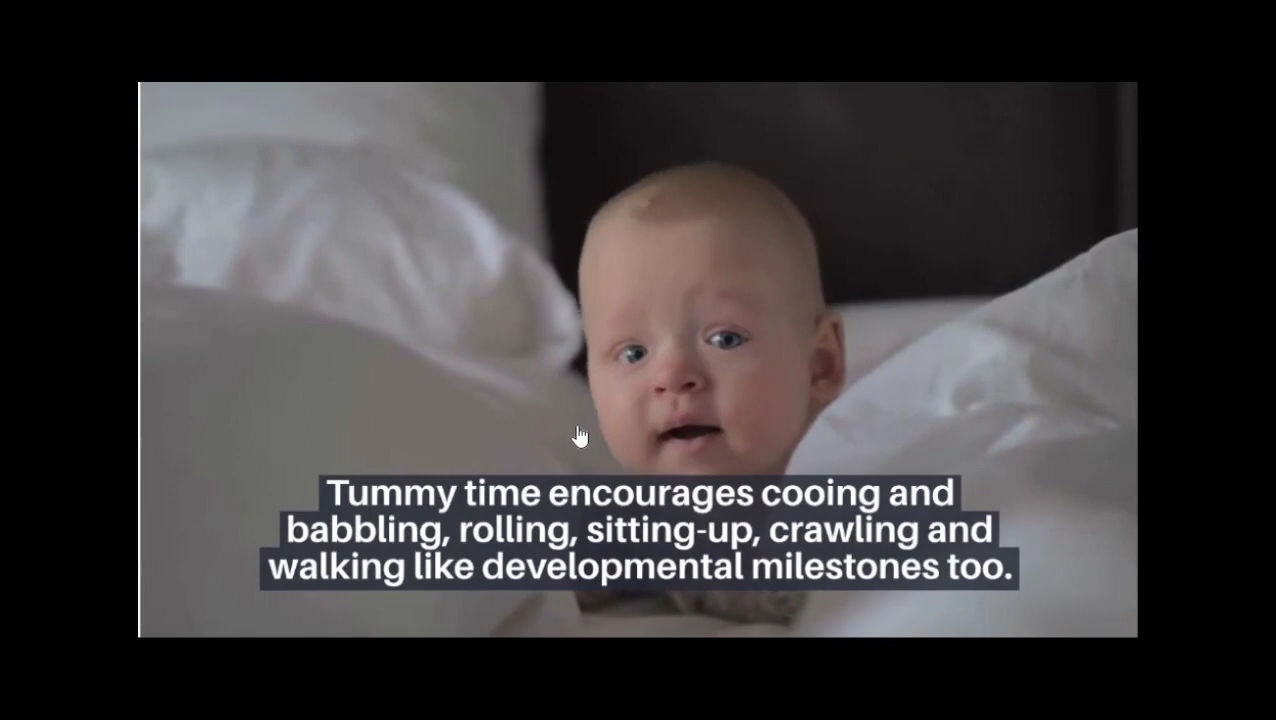 Tummy time encourages cooing and
babbling, rolling, sitting-up, crawling and
walking like developmental milestones too.